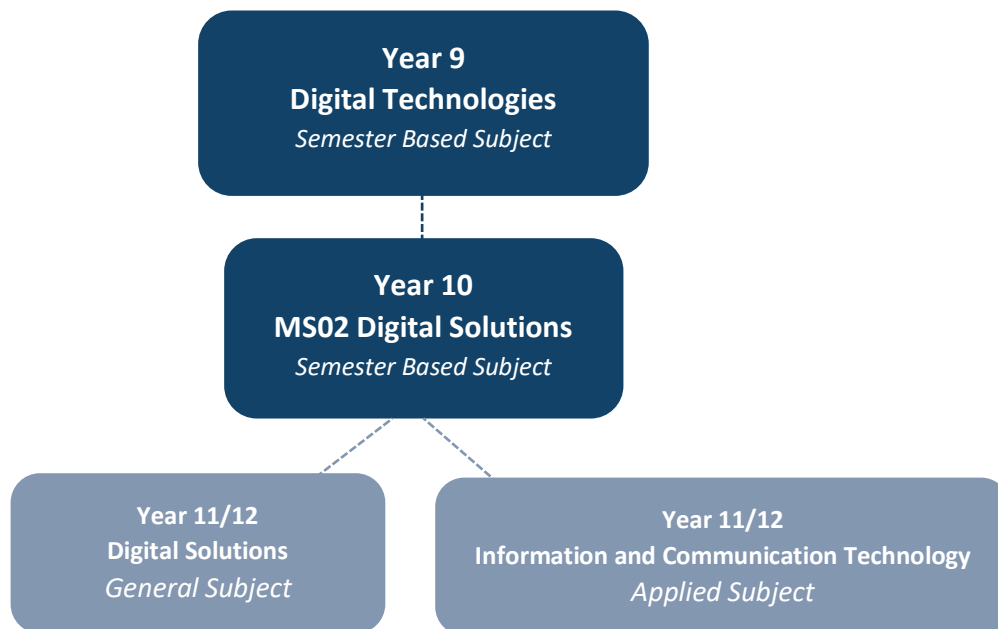 Year 9
Digital Technologies
Semester Based Subject
Year 10
MS02 Digital Solutions
Semester Based Subject
Year 11/12
Digital Solutions
General Subject
Year 11/12
Information and Communication Technology
Applied Subject